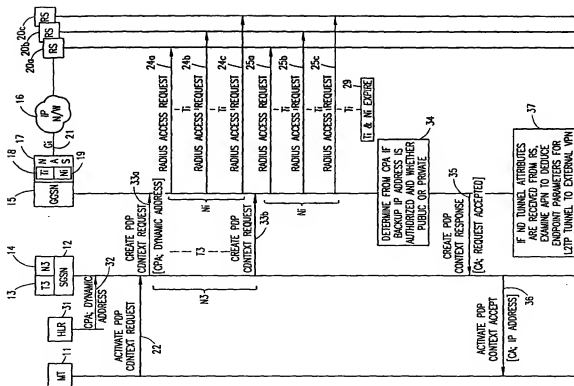 20c
RS
20b
RS
20a
RS
16
IP
N/W
Gi
21
17
18
Ti
N
A
S
Ni
19
15
GGSN
14
13
T3
N3
SGSN
12
HLR
31
32
MT
11
CPA; DYNAMIC
ADDRESS
ACTIVATE PDP
CONTEXT REQUEST
22
CREATE PDP
CONTEXT REQUEST
33a
[CPA; DYNAMIC ADDRESS]
T3
CREATE PDP
CONTEXT REQUEST
33b
N3
RADIUS ACCESS REQUEST
24a
Ti
RADIUS ACCESS REQUEST
24b
Ti
RADIUS ACCESS REQUEST
24c
Ni
Ti
RADIUS ACCESS REQUEST
25a
Ti
RADIUS ACCESS REQUEST
25b
Ti
RADIUS ACCESS REQUEST
25c
Ni
Ti
29
Ti & Ni EXPIRE
34
DETERMINE FROM CPA IF
BACKUP IP ADDRESS IS
AUTHORIZED AND WHETHER
PUBLIC OR PRIVATE
CREATE PDP
CONTEXT RESPONSE
35
[CA; REQUEST ACCEPTED]
ACTIVATE PDP
CONTEXT ACCEPT
36
[CA; IP ADDRESS]
37
IF NO TUNNEL ATTRIBUTES
ARE RECEIVED FROM RS,
EXAMINE APN TO DEDUCE
ENDPOINT PARAMETERS FOR
L2TP TUNNEL TO EXTERNAL VPN